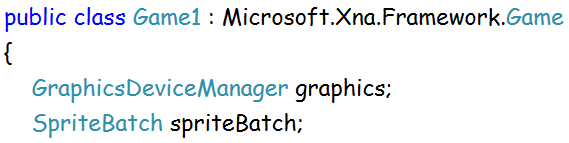 public class Game1 : Microsoft.Xna.Framework.Game
{
GraphicsDeviceManager graphics;
SpriteBatch spriteBatch;